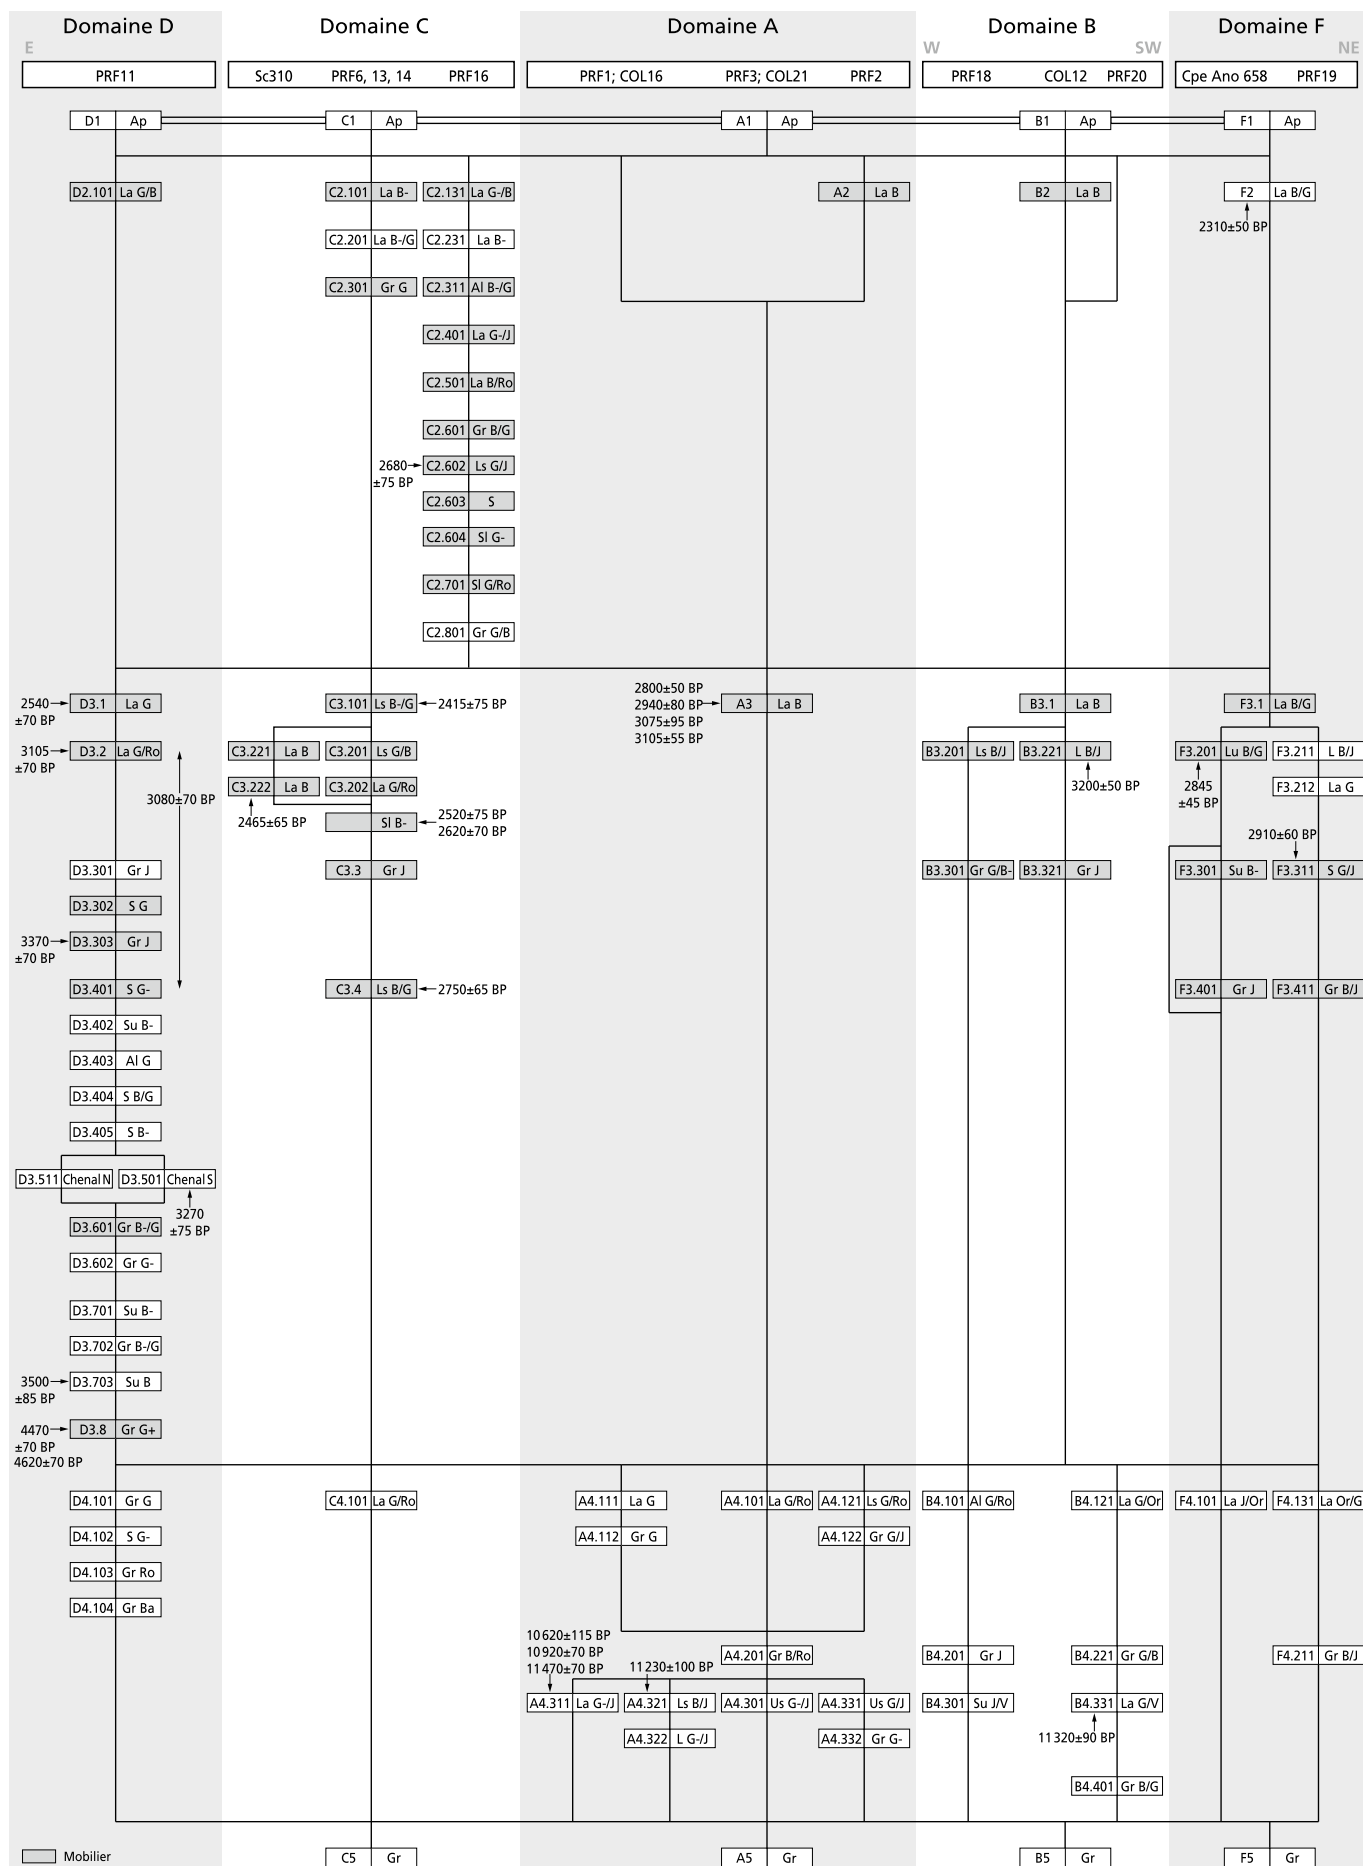 Domaine D Domaine C Domaine A Domaine B Domaine F
E W SW NE
PRF11 Sc310 PRF6, 13, 14 PRF16 PRF1; COL16 PRF3; COL21 PRF2 PRF18 COL12 PRF20 Cpe Ano 658 PRF19
D1 Ap C1 Ap A1 Ap B1 Ap F1 Ap
D2.101 La G/B C2.101 La B- C2.131 La G-/B A2 La B B2 La B F2 La B/G
2310±50 BP
C2.201 La B-/G C2.231 La B-
C2.301 Gr G C2.311 Al B-/G
C2.401 La G-/J
C2.501 La B/Ro
C2.601 Gr B/G
2680 C2.602 Ls G/J
±75 BP
C2.603 S
C2.604 Sl G-
C2.701 Sl G/Ro
C2.801 Gr G/B
2800±50 BP
2540 D3.1 La G C3.101 Ls B-/G 2415±75 BP 2940±80 BP A3 La B B3.1 La B F3.1 La B/G
±70 BP 3075±95 BP
3105±55 BP
3105 D3.2 La G/Ro C3.221 La B C3.201 Ls G/B B3.201 Ls B/J B3.221 L B/J F3.201 Lu B/G F3.211 L B/J
±70 BP
C3.222 La B C3.202 La G/Ro 3200±50 BP 2845 F3.212 La G
3080±70 BP ±45 BP
2465±65 BP Sl B- 2520±75 BP
2620±70 BP 2910±60 BP
D3.301 Gr J C3.3 Gr J B3.301 Gr G/B- B3.321 Gr J F3.301 Su B- F3.311 S G/J
D3.302 S G
3370 D3.303 Gr J
±70 BP
D3.401 S G- C3.4 Ls B/G 2750±65 BP F3.401 Gr J F3.411 Gr B/J
D3.402 Su B-
D3.403 Al G
D3.404 S B/G
D3.405 S B-
D3.511 Chenal N D3.501 Chenal S
3270
±75 BP
D3.601 Gr B-/G
D3.602 Gr G-
D3.701 Su B-
D3.702 Gr B-/G
3500 D3.703 Su B
±85 BP
4470 D3.8 Gr G+
±70 BP
4620±70 BP
D4.101 Gr G C4.101 La G/Ro A4.111 La G A4.101 La G/Ro A4.121 Ls G/Ro B4.101 Al G/Ro B4.121 La G/Or F4.101 La J/Or F4.131 La Or/G
D4.102 S G- A4.112 Gr G A4.122 Gr G/J
D4.103 Gr Ro
D4.104 Gr Ba
10 620±115 BP
10 920±70 BP A4.201 Gr B/Ro B4.201 Gr J B4.221 Gr G/B F4.211 Gr B/J
11 470±70 BP 11 230±100 BP
A4.311 La G-/J A4.321 Ls B/J A4.301 Us G-/J A4.331 Us G/J B4.301 Su J/V B4.331 La G/V
A4.322 L G-/J A4.332 Gr G- 11 320±90 BP
B4.401 Gr B/G
Mobilier C5 Gr A5 Gr B5 Gr F5 Gr